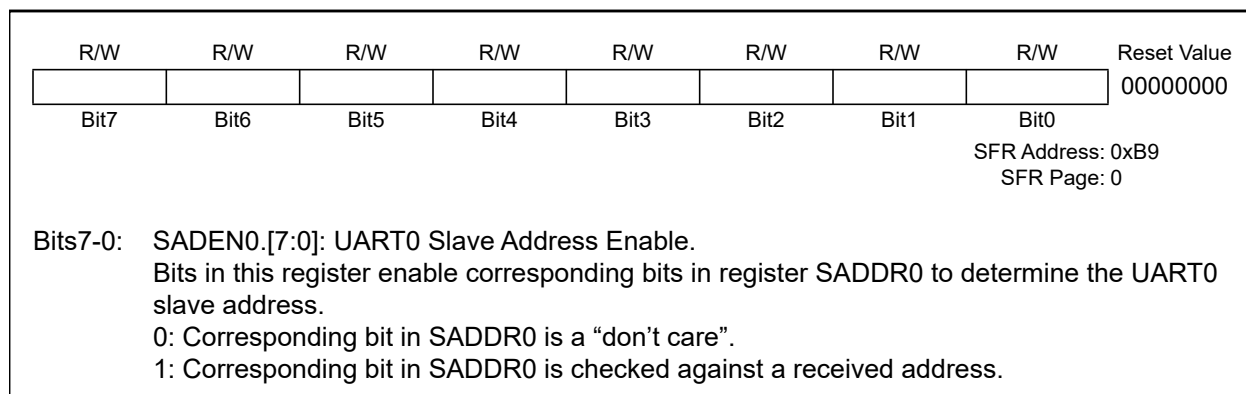 R/W R/W R/W R/W R/W R/W R/W R/W Reset Value
00000000
Bit7 Bit6 Bit5 Bit4 Bit3 Bit2 Bit1 Bit0
SFR Address: 0xB9
SFR Page: 0
Bits7-0: SADEN0.[7:0]: UART0 Slave Address Enable.
Bits in this register enable corresponding bits in register SADDR0 to determine the UART0
slave address.
0: Corresponding bit in SADDR0 is a “don’t care”.
1: Corresponding bit in SADDR0 is checked against a received address.